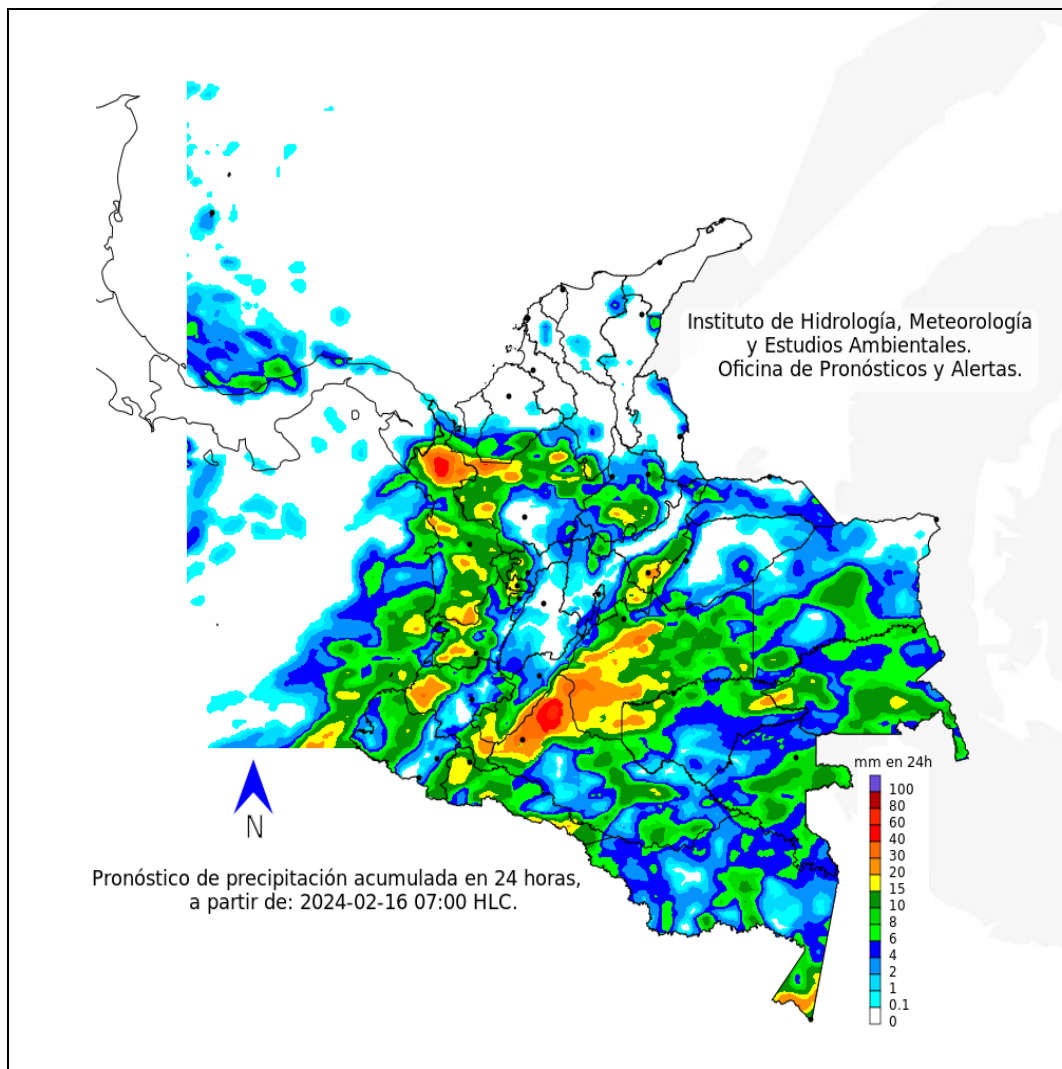 Instituto de Hidrología, Meteorología
y Estudios Ambientales.
Oficina de Pronósticos y Alertas.
mm en 24h
100
80
60
40
30
20
15
10
8
6
4
2
1
0.1
0
N
Pronóstico de precipitación acumulada en 24 horas,
a partir de: 2024-02-16 07:00 HLC.